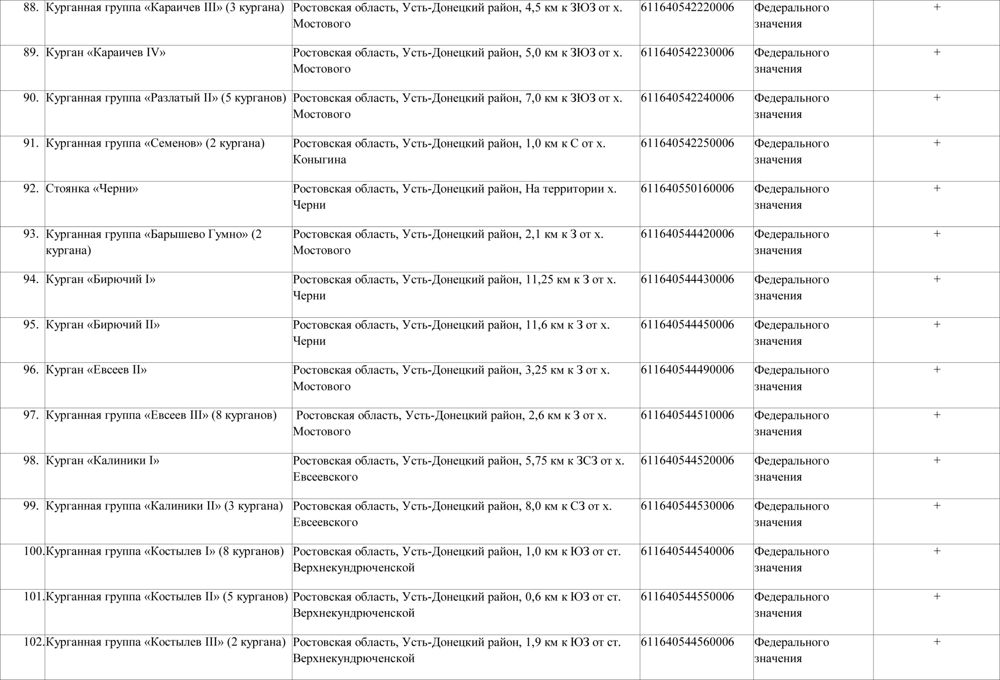 88. Курганная группа «Караичев III» (3 кургана) Ростовская область, Усть-Донецкий район, 4,5 км к ЗЮЗ от х. 611640542220006 Федерального +
Мостового значения
89. Курган «Караичев IV» Ростовская область, Усть-Донецкий район, 5,0 км к ЗЮЗ от х. 611640542230006 Федерального +
Мостового значения
90. Курганная группа «Разлатый II» (5 курганов) Ростовская область, Усть-Донецкий район, 7,0 км к ЗЮЗ от х. 611640542240006 Федерального +
Мостового значения
91. Курганная группа «Семенов» (2 кургана) Ростовская область, Усть-Донецкий район, 1,0 км к С от х. 611640542250006 Федерального +
Коныгина значения
92. Стоянка «Черни» Ростовская область, Усть-Донецкий район, На территории х. 611640550160006 Федерального +
Черни значения
93. Курганная группа «Барышево Гумно» (2 Ростовская область, Усть-Донецкий район, 2,1 км к З от х. 611640544420006 Федерального +
кургана) Мостового значения
94. Курган «Бирючий I» Ростовская область, Усть-Донецкий район, 11,25 км к З от х. 611640544430006 Федерального +
Черни значения
95. Курган «Бирючий II» Ростовская область, Усть-Донецкий район, 11,6 км к З от х. 611640544450006 Федерального +
Черни значения
96. Курган «Евсеев II» Ростовская область, Усть-Донецкий район, 3,25 км к З от х. 611640544490006 Федерального +
Мостового значения
97. Курганная группа «Евсеев III» (8 курганов) Ростовская область, Усть-Донецкий район, 2,6 км к З от х. 611640544510006 Федерального +
Мостового значения
98. Курган «Калиники I» Ростовская область, Усть-Донецкий район, 5,75 км к ЗСЗ от х. 611640544520006 Федерального +
Евсеевского значения
99. Курганная группа «Калиники II» (3 кургана) Ростовская область, Усть-Донецкий район, 8,0 км к СЗ от х. 611640544530006 Федерального +
Евсеевского значения
100. Курганная группа «Костылев I» (8 курганов) Ростовская область, Усть-Донецкий район, 1,0 км к ЮЗ от ст. 611640544540006 Федерального +
Верхнекундрюченской значения
101. Курганная группа «Костылев II» (5 курганов) Ростовская область, Усть-Донецкий район, 0,6 км к ЮЗ от ст. 611640544550006 Федерального +
Верхнекундрюченской значения
102. Курганная группа «Костылев III» (2 кургана) Ростовская область, Усть-Донецкий район, 1,9 км к ЮЗ от ст. 611640544560006 Федерального +
Верхнекундрюченской значения